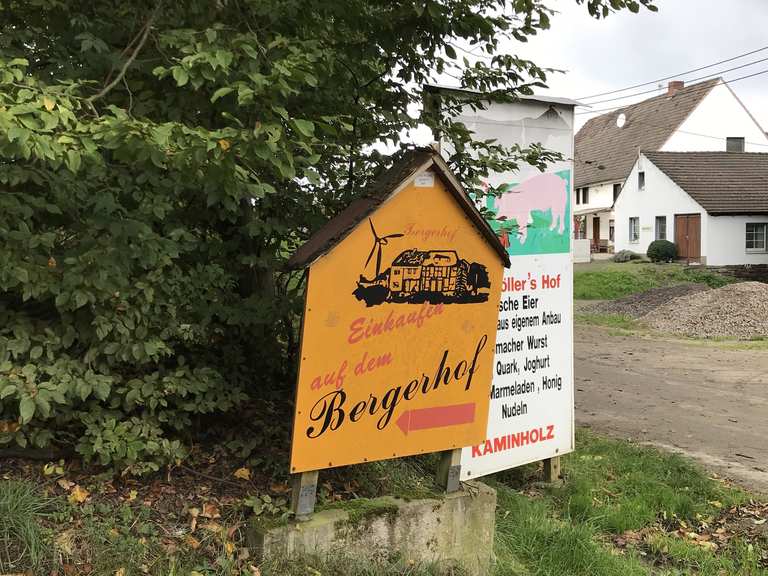 Bergerhof
Einkaufen
auf dem
Bergerhof
öller's Hof
sche Eier
aus eigenem Anbau
macher Wurst
Quark, Joghurt
Marmeladen, Honig
Nudeln
KAMINHOLZ